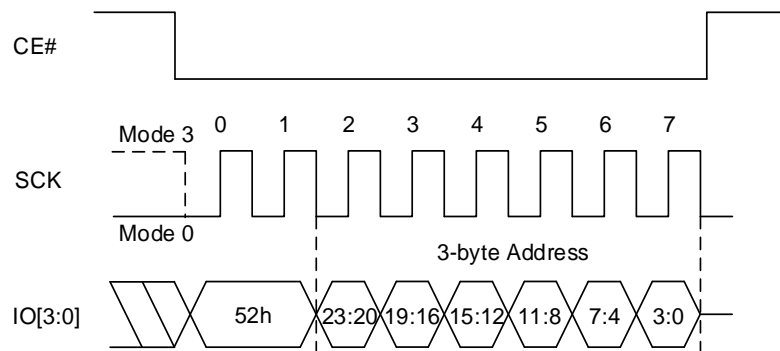 CE#
Mode 3 0 1 2 3 4 5 6 7
SCK
Mode 0
3-byte Address
IO[3:0] 52h 23:20 19:16 15:12 11:8 7:4 3:0